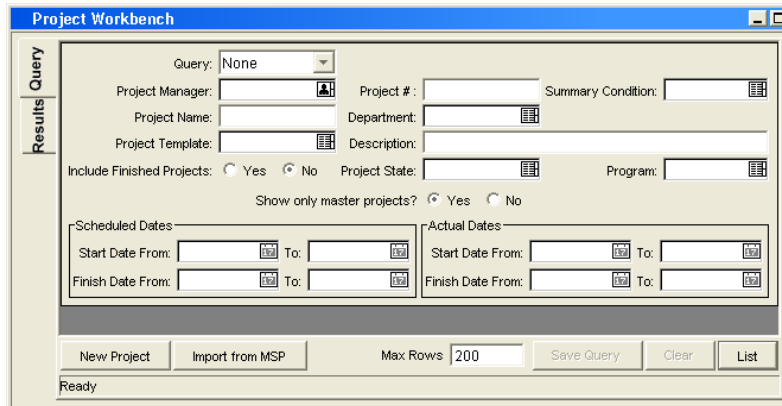 Project Workbench
Query
Results
Query: None
Project Manager: Project # : Summary Condition:
Project Name: Department:
Project Template: Description:
Include Finished Projects: Yes No Project State: Program:
Show only master projects? Yes No
Scheduled Dates Actual Dates
Start Date From: To: Start Date From: To:
Finish Date From: To: Finish Date From: To:
New Project Import from MSP Max Rows 200 Save Query Clear List
Ready